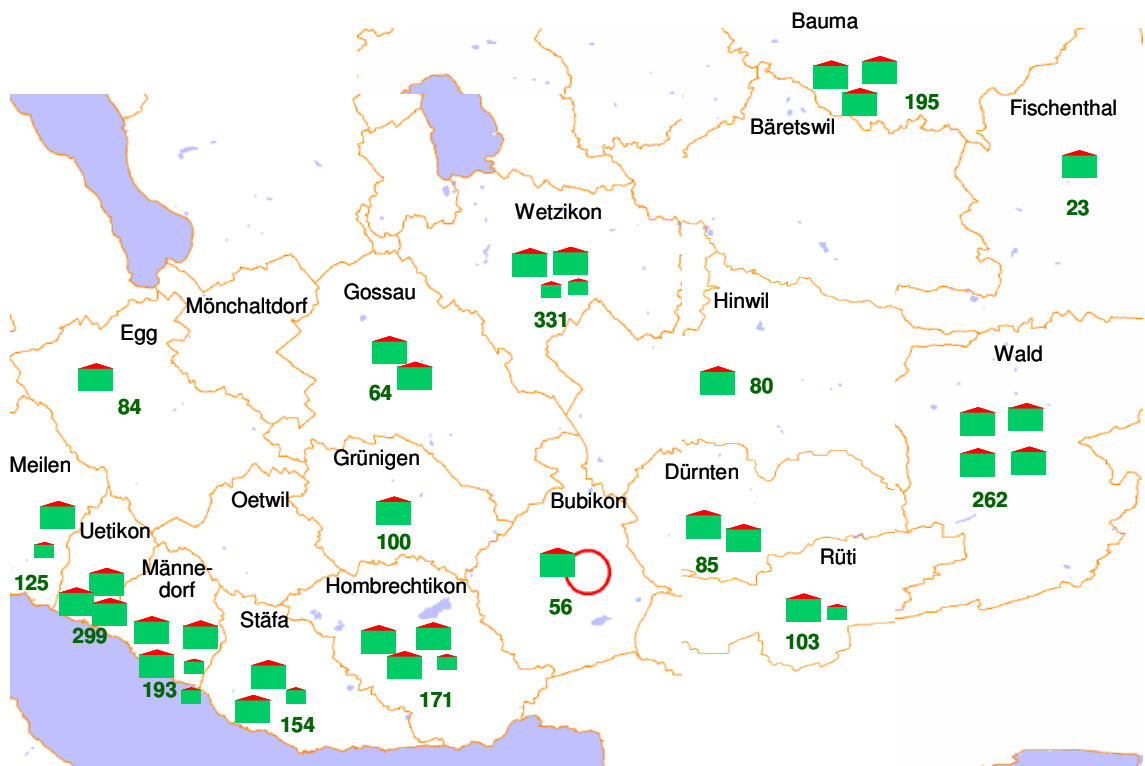 Bauma
195
Fischenthal
Bäretswil
23
Wetzikon
331
Mönchaltdorf
Gossau
Hinwil
Egg
Wald
84
64
80
Meilen
Grünigen
Dürnten
Oetwil
Bubikon
262
Uetikon
100
Rüti
125
Männe-
dorf
85
Hombrechtikon
56
Stäfa
299
103
193
171
154